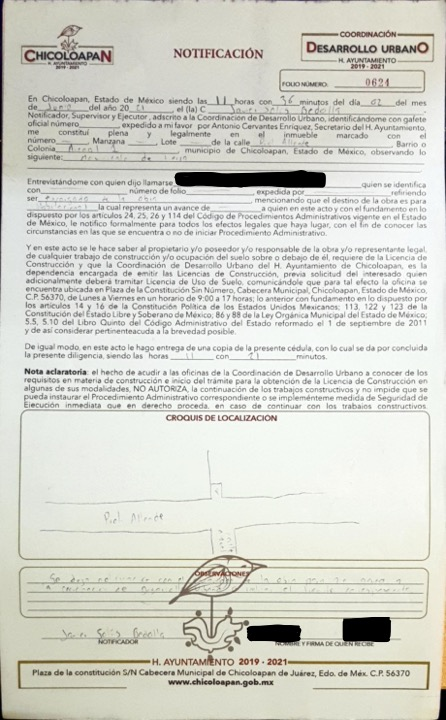 CHICOLOAPAN
H. AYUNTAMIENTO
2019 - 2021
NOTIFICACIÓN
COORDINACIÓN
DESARROLLO URBANO
H. AYUNTAMIENTO
2019 - 2021
FOLIO NÚMERO: 0624
En Chicoloapan, Estado de México siendo las 11 horas con 36 minutos del día 02 del mes
de Junio del año 20 21 el (la) C Javier Solis Bedolla
Notificador, Supervisor y Ejecutor, adscrito a la Coordinación de Desarrollo Urbano, identificándome con gafete
oficial número expedido a mi favor por Antonio Cervantes Enríquez, Secretario del H. Ayuntamiento,
me constituí plena y legalmente en el inmueble marcado con el
número Manzana Lote de la calle Allende Barrio o
Colonia municipio de Chicoloapan, Estado de México, observando lo
siguiente:
Entrevistándome con quien dijo llamarse quien se identifica
con número de folio expedida por refiriendo
ser mencionando que el destino de la obra es para
la cual representa un avance de a quien en este acto y con el fundamento en lo
dispuesto por los artículos 24, 25, 26 y 114 del Código de Procedimientos Administrativos vigente en el Estado
de México, le notifico formalmente para todos los efectos legales que haya lugar, con el fin de conocer las
circunstancias en las que se encuentra o no de iniciar Procedimiento Administrativo.
Y en este acto se le hace saber al propietario y/o poseedor y/o responsable de la obra y/o representante legal,
de cualquier trabajo de construcción y/o ocupación del suelo sobre o debajo de él, requiere de la Licencia de
Construcción y que la Coordinación de Desarrollo Urbano del H. Ayuntamiento de Chicoloapan, es la
dependencia encargada de emitir las Licencias de Construcción, previa solicitud del interesado quien
adicionalmente deberá tramitar Licencia de Uso de Suelo, comunicándole que para tal efecto la oficina se
encuentra ubicada en Plaza de la Constitución Sin Número, Cabecera Municipal, Chicoloapan, Estado de México,
C.P. 56370, de Lunes a Viernes en un horario de 9:00 a 17 horas; lo anterior con fundamento en lo dispuesto por
los artículos 14 y 16 de la Constitución Política de los Estados Unidos Mexicanos; 113, 122 y 123 de la
Constitución del Estado Libre y Soberano de México; 86 y 88 de la Ley Orgánica Municipal del Estado de México;
5.5, 5.10 del Libro Quinto del Código Administrativo del Estado reformado el 1 de septiembre de 2011
y de así considerar pertinente acuda a la brevedad posible.
De igual modo, en este acto le hago entrega de una copia de la presente cédula, con lo cual se da por concluida
la presente diligencia, siendo las horas 11 con minutos.
Nota aclaratoria: el hecho de acudir a las oficinas de la Coordinación de Desarrollo Urbano a conocer de los
requisitos en materia de construcción e inicio del trámite para la obtención de la Licencia de Construcción en
algunas de sus modalidades, NO AUTORIZA, la continuación de los trabajos constructivos y no impide que se
pueda instaurar el Procedimiento Administrativo correspondiente o se implemente medida de Seguridad de
Ejecución inmediata que en derecho proceda, en caso de continuar con los trabajos constructivos.
CROQUIS DE LOCALIZACIÓN
Allende
OBSERVACIONES
Javier Solis Bedolla
NOTIFICADOR
NOMBRE Y FIRMA DE QUIEN RECIBE
H. AYUNTAMIENTO 2019 - 2021
Plaza de la constitución S/N Cabecera Municipal de Chicoloapan de Juárez, Edo. de Méx. C.P. 56370
www.chicoloapan.gob.mx